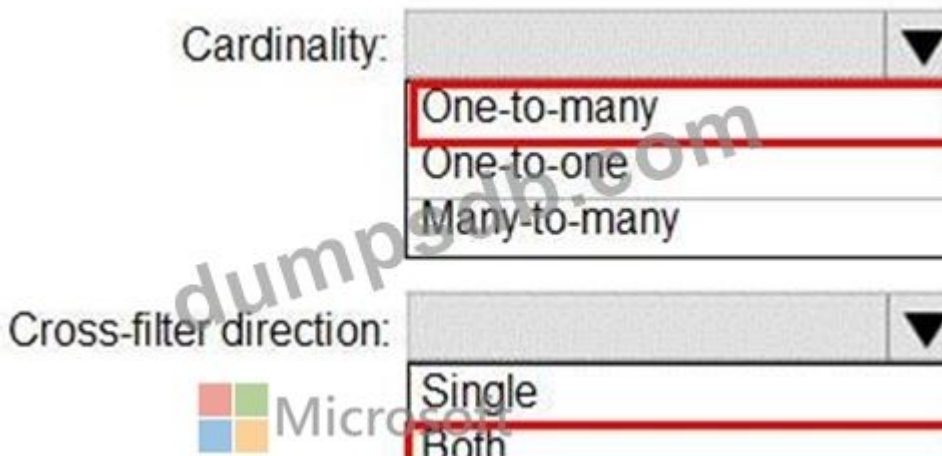 Cardinality:
One-to-many
One-to-one
Many-to-many
dumpsdb.com
Cross-filter direction:
Single
Microsoft
Both